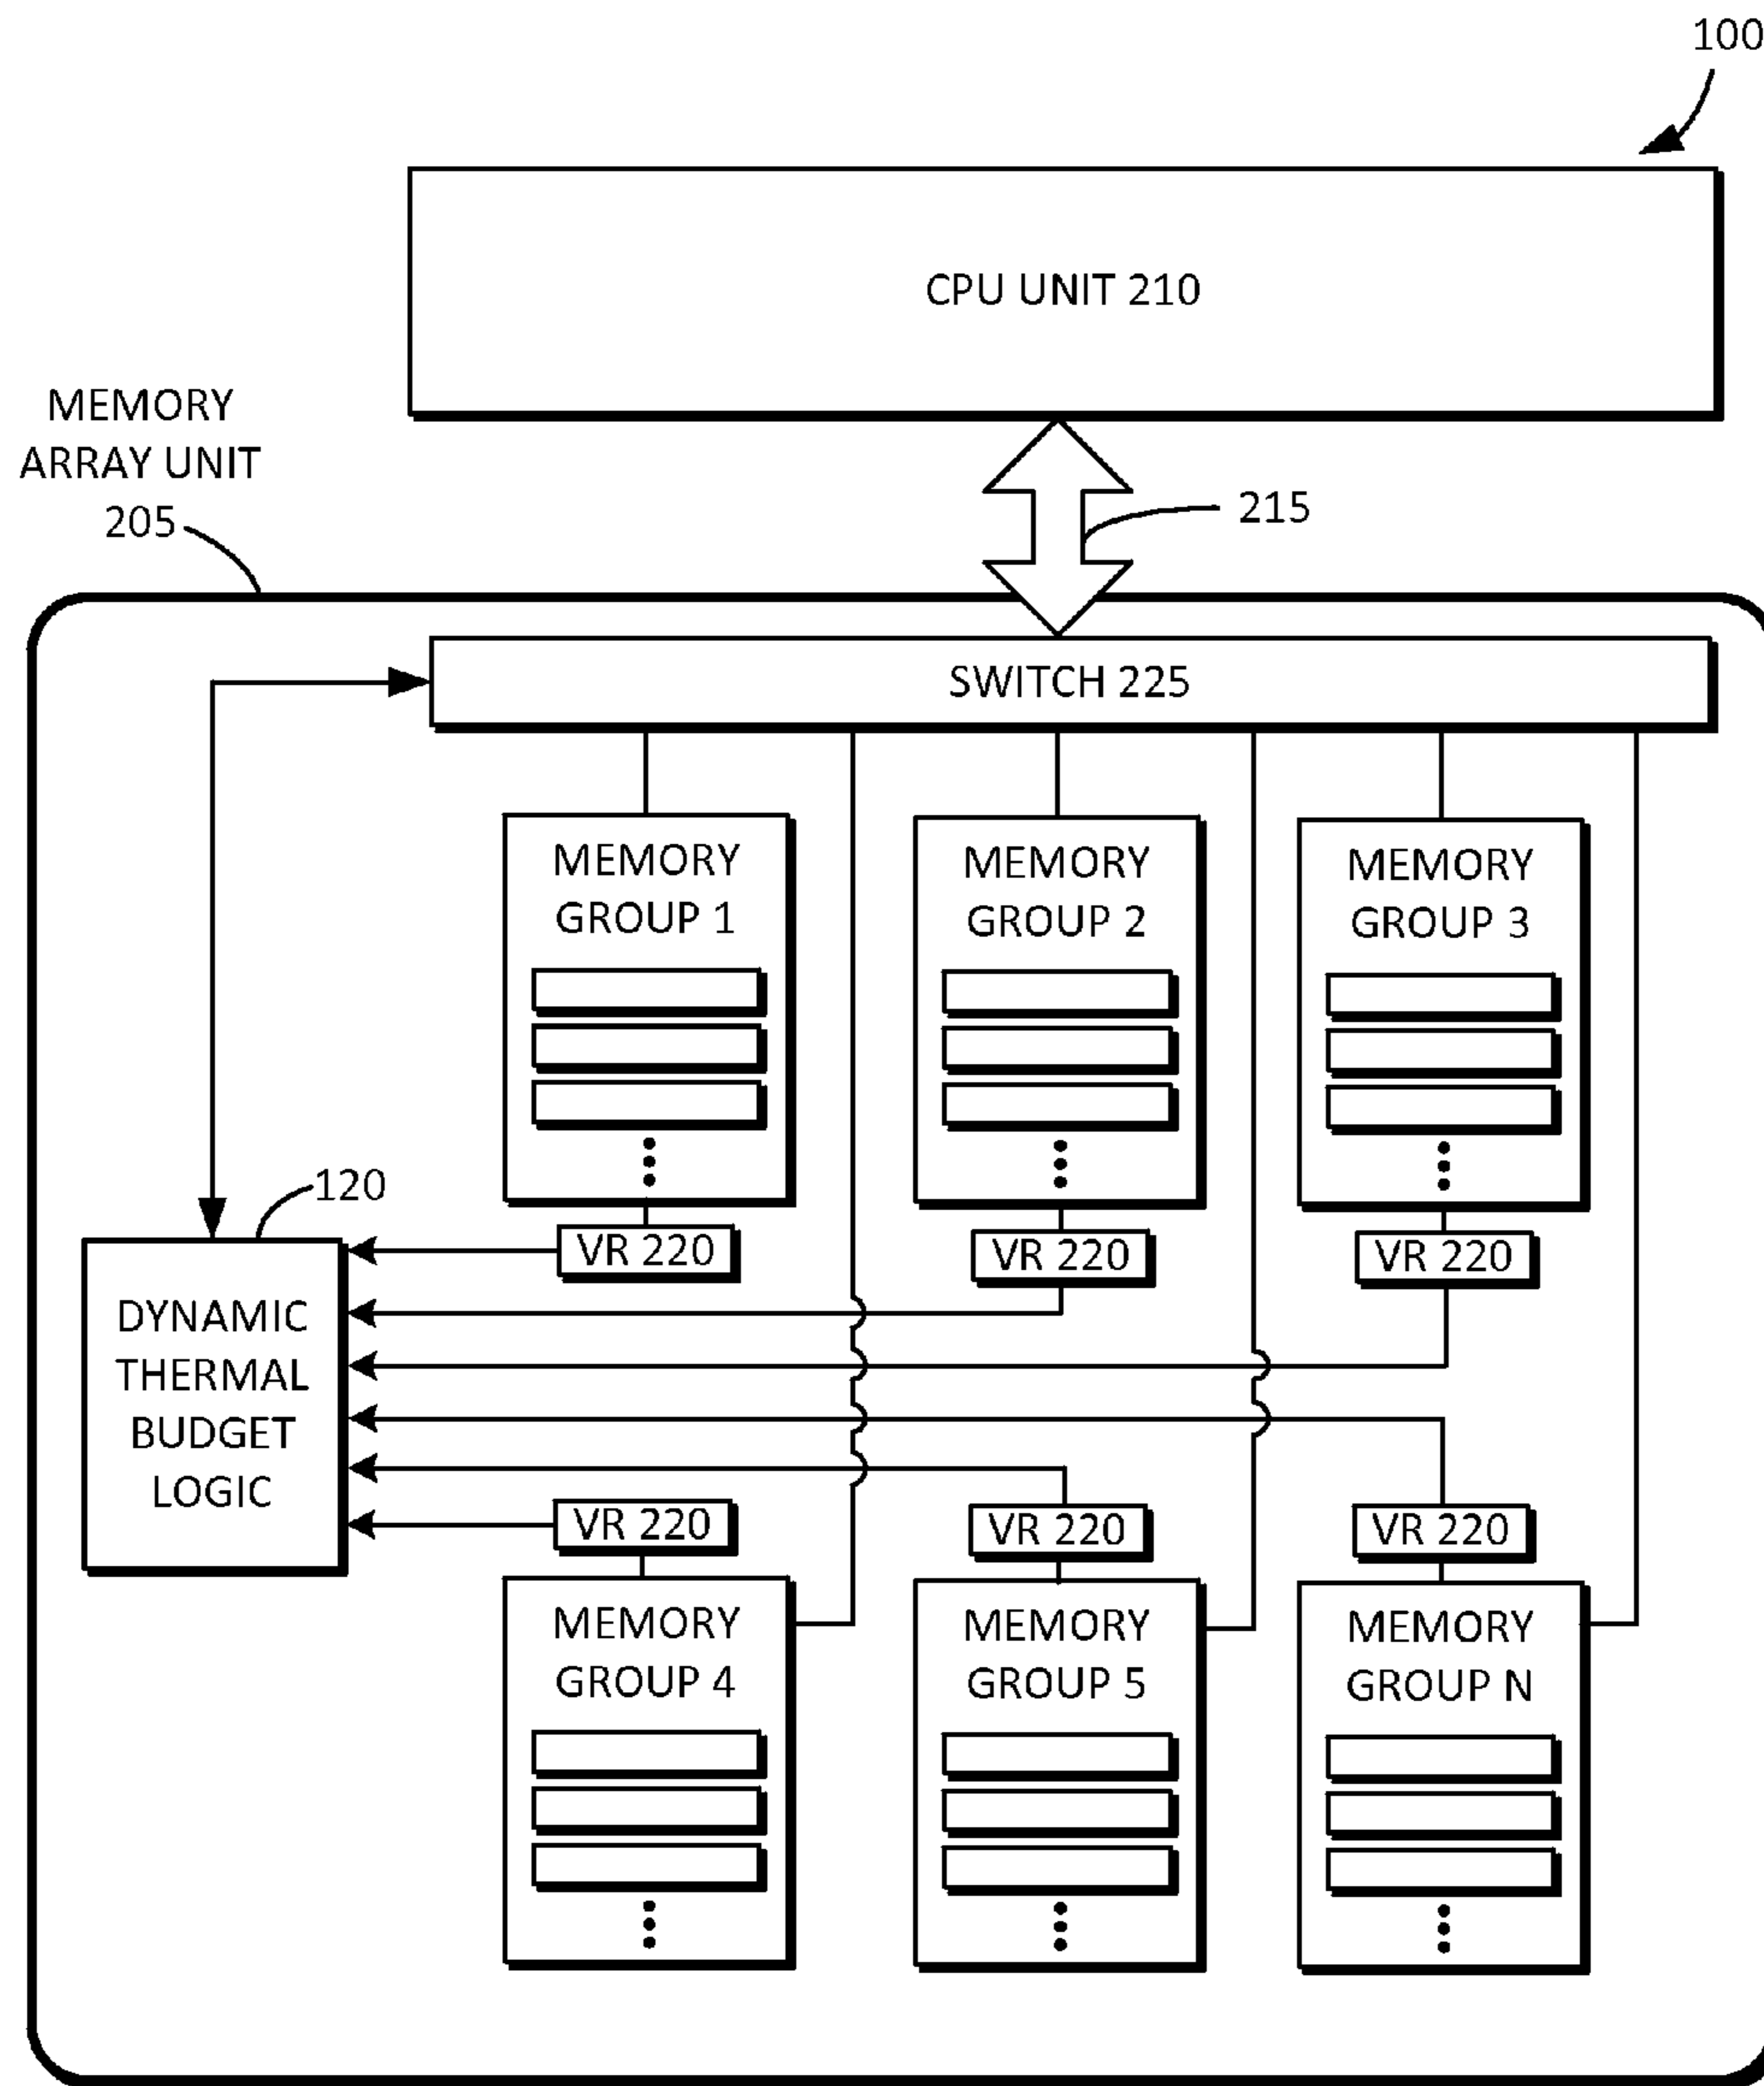 100
CPU UNIT 210
MEMORY
ARRAY UNIT
205
215
SWITCH 225
MEMORY
GROUP 1
MEMORY
GROUP 2
MEMORY
GROUP 3
120
VR 220
VR 220
VR 220
DYNAMIC
THERMAL
BUDGET
LOGIC
VR 220
VR 220
VR 220
MEMORY
GROUP 4
MEMORY
GROUP 5
MEMORY
GROUP N